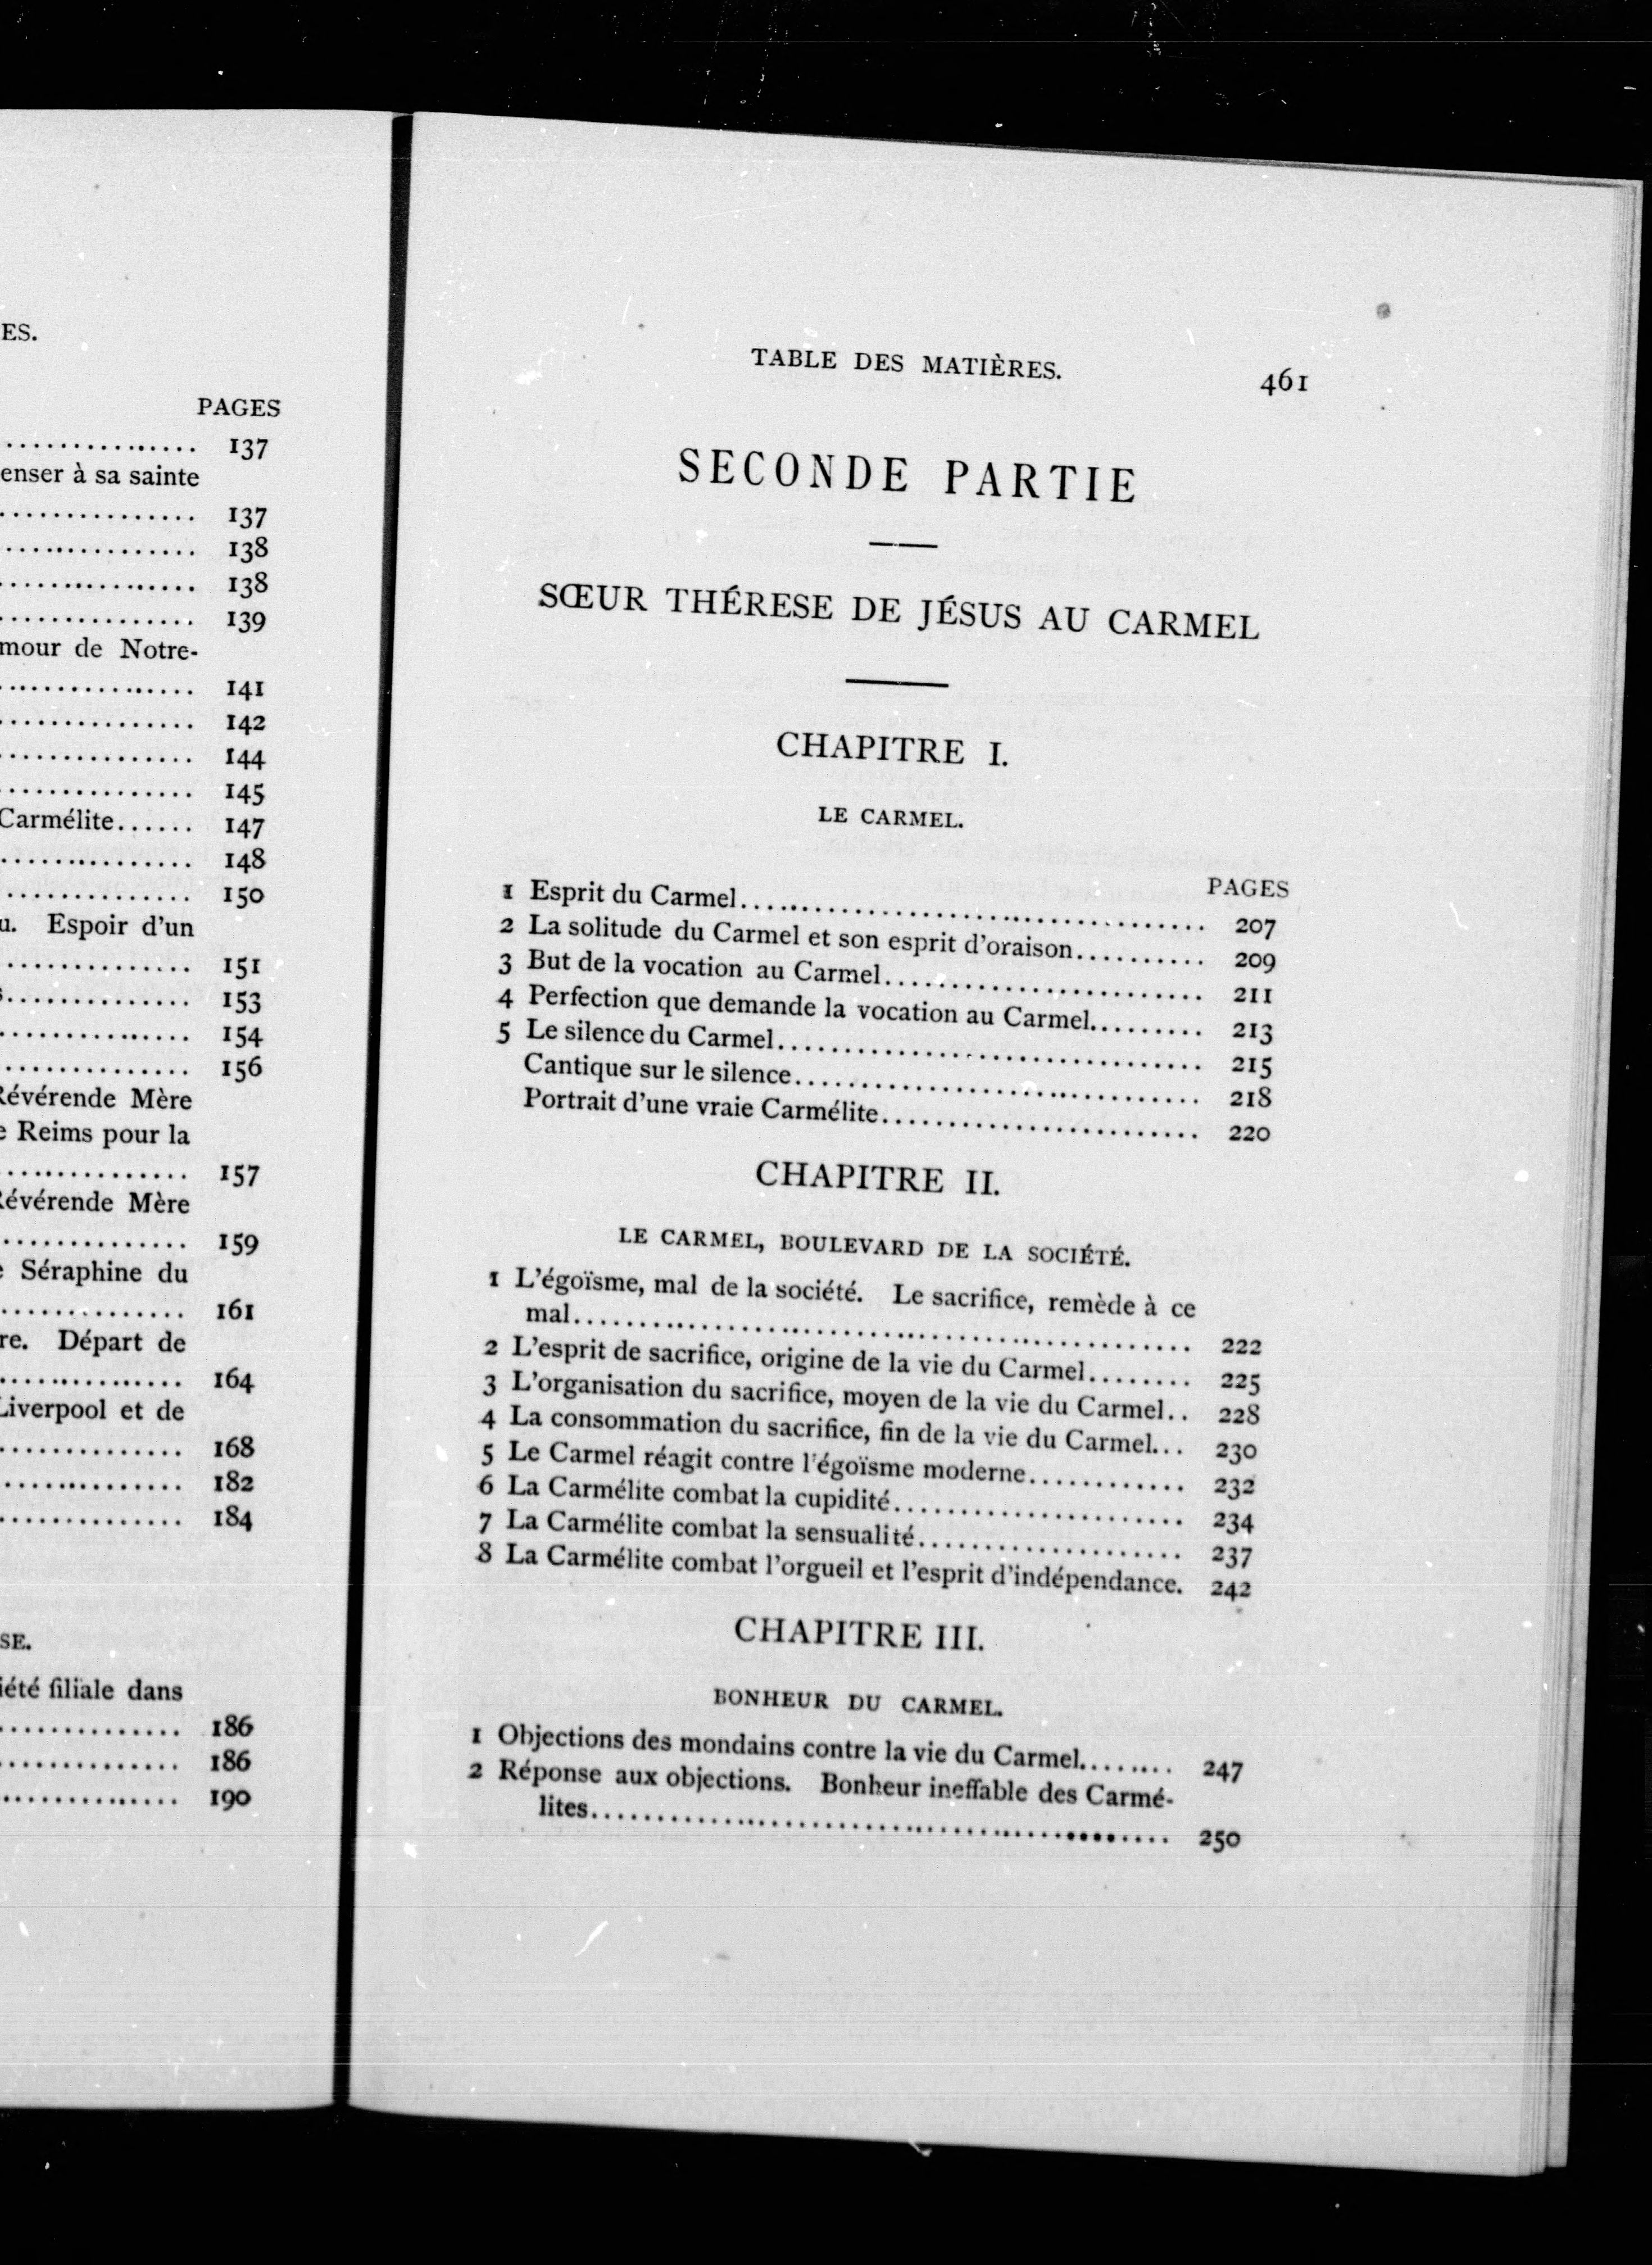 ES.
PAGES
............... 137
enser à sa sainte
............... 137
............... 138
............... 138
............... 139
mour de Notre-
............... 141
............... 142
............... 144
............... 145
Carmélite...... 147
............... 148
............... 150
u. Espoir d'un
............... 151
s............... 153
............... 154
............... 156
Révérende Mère
e Reims pour la
............... 157
Révérende Mère
............... 159
e Séraphine du
............... 161
re. Départ de
............... 164
Liverpool et de
............... 168
............... 182
............... 184
SE.
iété filiale dans
............... 186
............... 186
............... 190
TABLE DES MATIÈRES. 461
SECONDE PARTIE
SŒUR THÉRESE DE JÉSUS AU CARMEL
CHAPITRE I.
LE CARMEL.
PAGES
1 Esprit du Carmel................................... 207
2 La solitude du Carmel et son esprit d'oraison.......... 209
3 But de la vocation au Carmel........................ 211
4 Perfection que demande la vocation au Carmel......... 213
5 Le silence du Carmel................................ 215
Cantique sur le silence............................... 218
Portrait d'une vraie Carmélite........................ 220
CHAPITRE II.
LE CARMEL, BOULEVARD DE LA SOCIÉTÉ.
1 L'égoïsme, mal de la société. Le sacrifice, remède à ce
mal............................................... 222
2 L'esprit de sacrifice, origine de la vie du Carmel........ 225
3 L'organisation du sacrifice, moyen de la vie du Carmel.. 228
4 La consommation du sacrifice, fin de la vie du Carmel... 230
5 Le Carmel réagit contre l'égoïsme moderne............ 232
6 La Carmélite combat la cupidité...................... 234
7 La Carmélite combat la sensualité.................... 237
8 La Carmélite combat l'orgueil et l'esprit d'indépendance. 242
CHAPITRE III.
BONHEUR DU CARMEL.
1 Objections des mondains contre la vie du Carmel........ 247
2 Réponse aux objections. Bonheur ineffable des Carmé-
lites............................................. 250